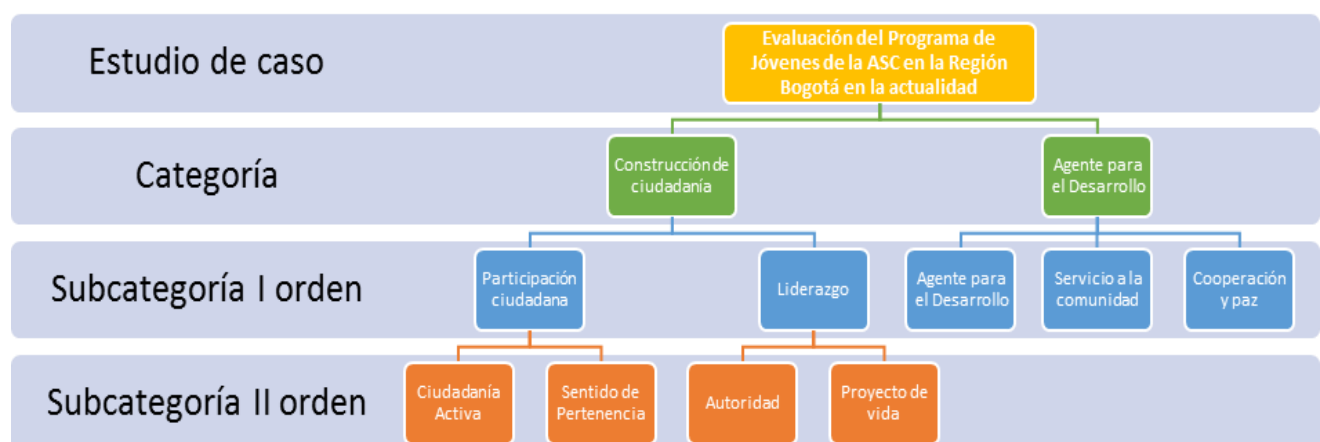 Estudio de caso
Evaluación del Programa de
Jóvenes de la ASC en la Región
Bogotá en la actualidad
Categoría
Construcción de
ciudadanía
Agente para
el Desarrollo
Subcategoría I orden
Participación
ciudadana
Liderazgo
Agente para
el Desarrollo
Servicio a la
comunidad
Cooperación
y paz
Subcategoría II orden
Ciudadanía
Activa
Sentido de
Pertenencia
Autoridad
Proyecto de
vida